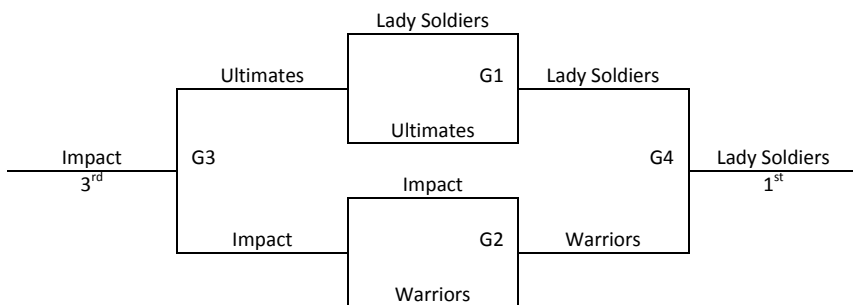 Lady Soldiers
Ultimates
G1
Lady Soldiers
Ultimates
Impact
3rd
G3
G4
Lady Soldiers
1st
Impact
Impact
G2
Warriors
Warriors